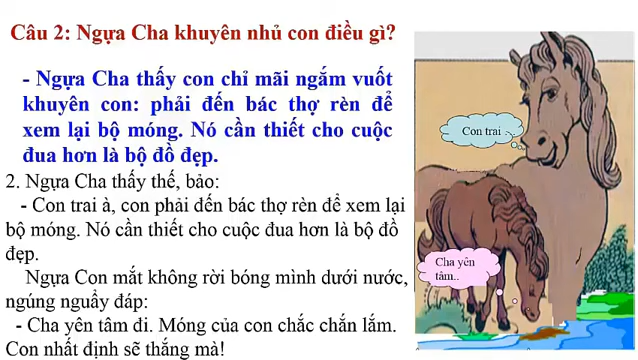 Câu 2: Ngựa Cha khuyên nhủ con điều gì?
- Ngựa Cha thấy con chỉ mãi ngắm vuốt
khuyên con: phải đến bác thợ rèn để
xem lại bộ móng. Nó cần thiết cho cuộc
đua hơn là bộ đồ đẹp.
2. Ngựa Cha thấy thế, bảo:
- Con trai à, con phải đến bác thợ rèn để xem lại
bộ móng. Nó cần thiết cho cuộc đua hơn là bộ đồ
đẹp.
Ngựa Con mắt không rời bóng mình dưới nước,
ngúng nguẩy đáp:
- Cha yên tâm đi. Móng của con chắc chắn lắm.
Con nhất định sẽ thắng mà!
Con trai ...
Cha yên
tâm..